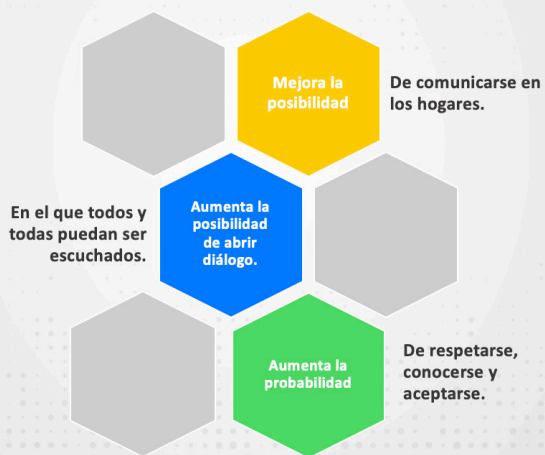 Mejora la
posibilidad
De comunicarse en
los hogares.
Aumenta la
posibilidad
de abrir
diálogo.
En el que todos y
todas puedan ser
escuchados.
Aumenta la
probabilidad
De respetarse,
conocerse y
aceptarse.